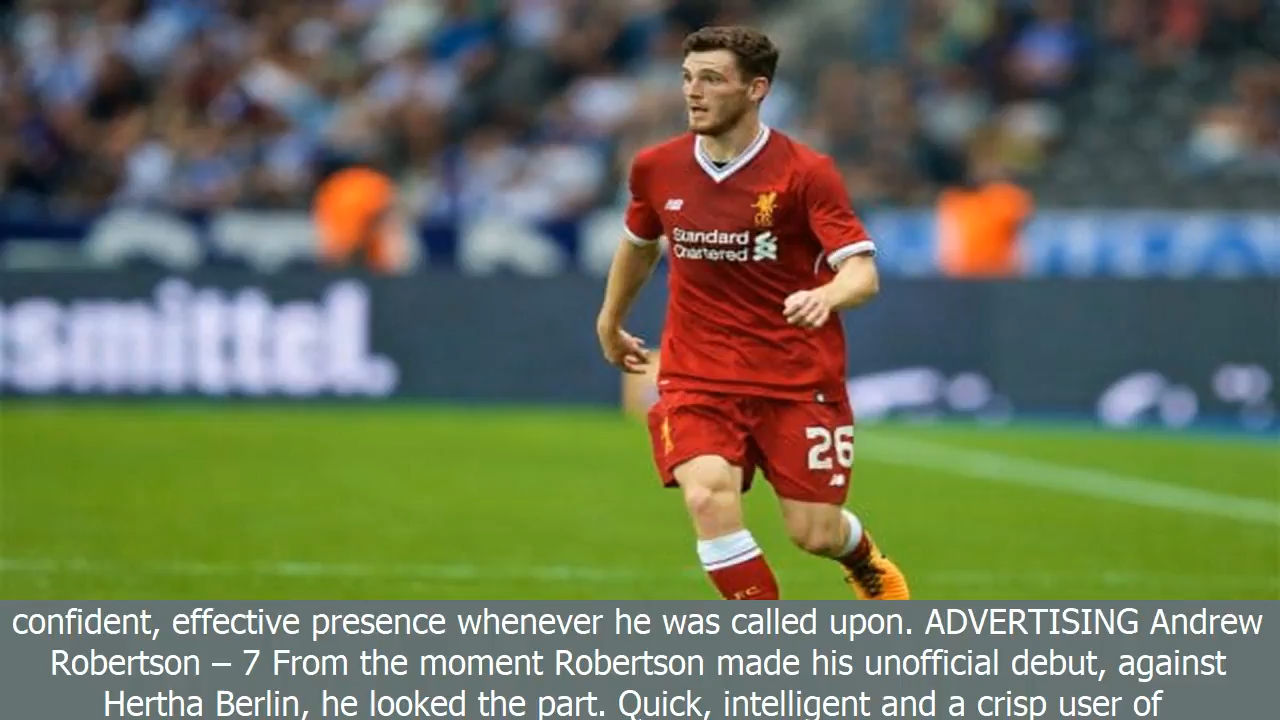 smittel.
Standard
Chartered
26
confident, effective presence whenever he was called upon. ADVERTISING Andrew
Robertson – 7 From the moment Robertson made his unofficial debut, against
Hertha Berlin, he looked the part. Quick, intelligent and a crisp user of